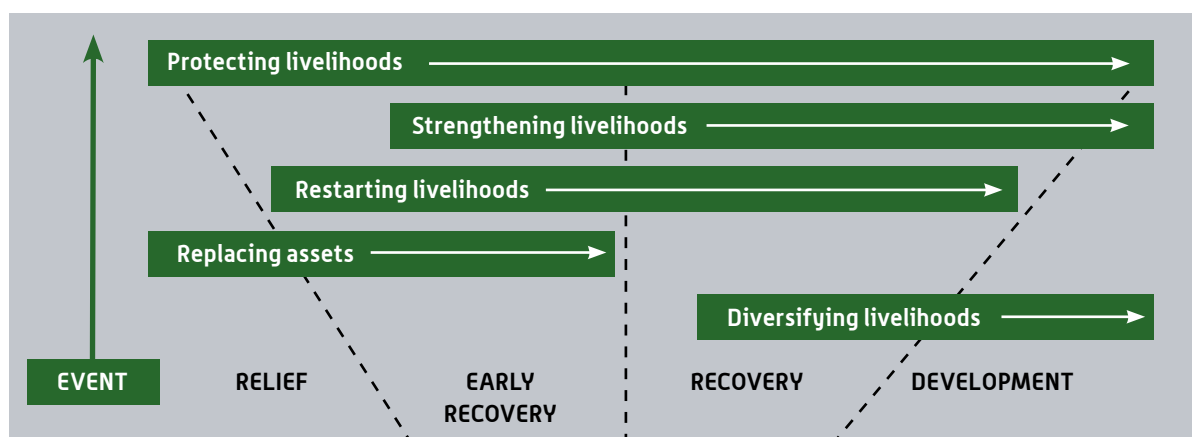 Protecting livelihoods
Strengthening livelihoods
Restarting livelihoods
Replacing assets
Diversifying livelihoods
EVENT
RELIEF
EARLY
RECOVERY
RECOVERY
DEVELOPMENT